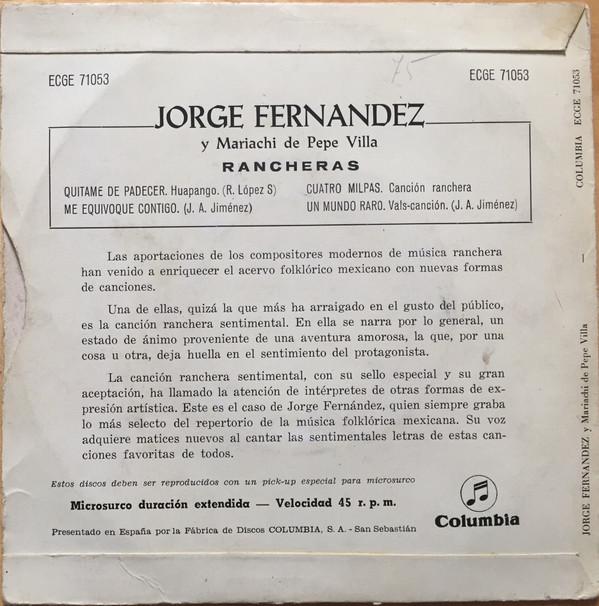 ECGE 71053
75
ECGE 71053
JORGE FERNANDEZ
y Mariachi de Pepe Villa
RANCHERAS
QUITAME DE PADECER. Huapango. (R. López S)
ME EQUIVOQUE CONTIGO. (J. A. Jiménez)
CUATRO MILPAS. Canción ranchera
UN MUNDO RARO. Vals-canción. (J. A. Jiménez)
Las aportaciones de los compositores modernos de música ranchera
han venido a enriquecer el acervo folklórico mexicano con nuevas formas
de canciones.
Una de ellas, quizá la que más ha arraigado en el gusto del público,
es la canción ranchera sentimental. En ella se narra por lo general, un
estado de ánimo proveniente de una aventura amorosa, la que, por una
cosa u otra, deja huella en el sentimiento del protagonista.
La canción ranchera sentimental, con su sello especial y su gran
aceptación, ha llamado la atención de intérpretes de otras formas de ex-
presión artística. Este es el caso de Jorge Fernández, quien siempre graba
lo más selecto del repertorio de la música folklórica mexicana. Su voz
adquiere matices nuevos al cantar las sentimentales letras de estas can-
ciones favoritas de todos.
Estos discos deben ser reproducidos con un pick-up especial para microsurco
Microsurco duración extendida — Velocidad 45 r. p. m.
Presentado en España por la Fábrica de Discos COLUMBIA, S. A. - San Sebastián
Columbia
JORGE FERNANDEZ y Mariachi de Pepe Villa — COLUMBIA ECGE 71053